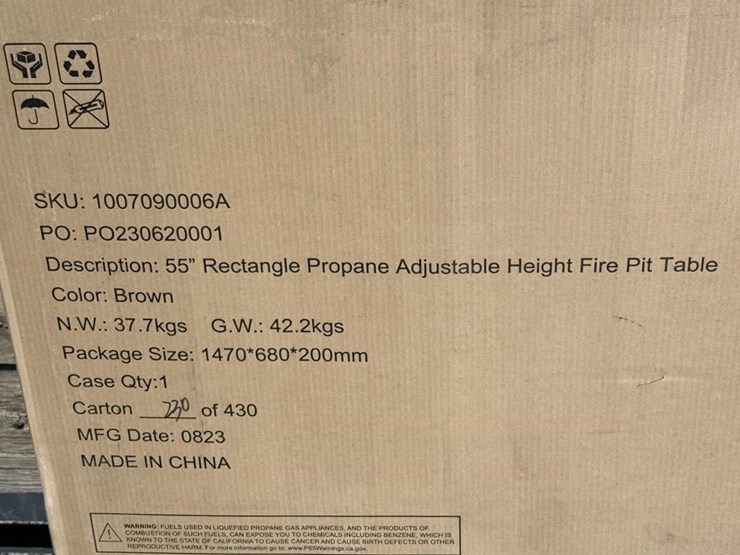 SKU: 1007090006A
PO: PO230620001
Description: 55” Rectangle Propane Adjustable Height Fire Pit Table
Color: Brown
N.W.: 37.7kgs G.W.: 42.2kgs
Package Size: 1470*680*200mm
Case Qty:1
Carton 230 of 430
MFG Date: 0823
MADE IN CHINA
WARNING: FUELS USED IN LIQUEFIED PROPANE GAS APPLIANCES, AND THE PRODUCTS OF
COMBUSTION OF SUCH FUELS, CAN EXPOSE YOU TO CHEMICALS INCLUDING BENZENE, WHICH IS
KNOWN TO THE STATE OF CALIFORNIA TO CAUSE CANCER AND CAUSE BIRTH DEFECTS OR OTHER
REPRODUCTIVE HARM. For more information go to: www.P65Warnings.ca.gov.